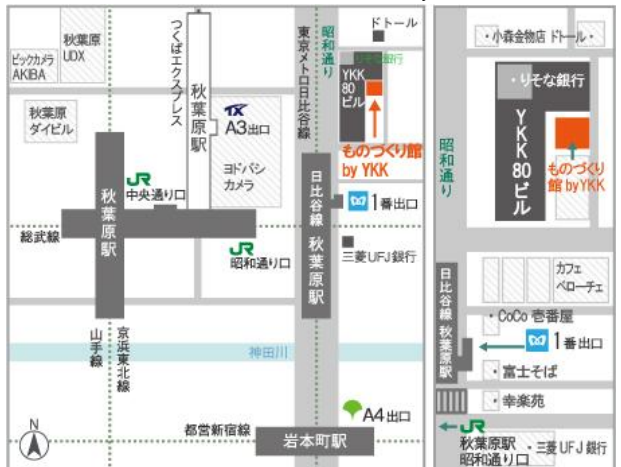 ドトール
秋葉原
UDX
ビックカメラ
AKIBA
つくばエクスプレス
秋葉原駅
東京メトロ日比谷線
昭和通り
りそな銀行
YKK
80
ビル
秋葉原
ダイビル
TX
A3出口
ヨドバシ
カメラ
ものづくり館
by YKK
JR
中央通り口
秋葉原駅
日比谷線 秋葉原駅
1番出口
総武線
JR
昭和通り口
三菱UFJ銀行
山手線
京浜東北線
神田川
N
都営新宿線
A4出口
岩本町駅
・小森金物店 ドトール・
・りそな銀行
YKK80ビル
昭和通り
ものづくり
館 by YKK
カフェ
ベローチェ
日比谷線 秋葉原駅
・CoCo 壱番屋
1番出口
・富士そば
・幸楽苑
JR
秋葉原駅
昭和通り口
・三菱UFJ銀行